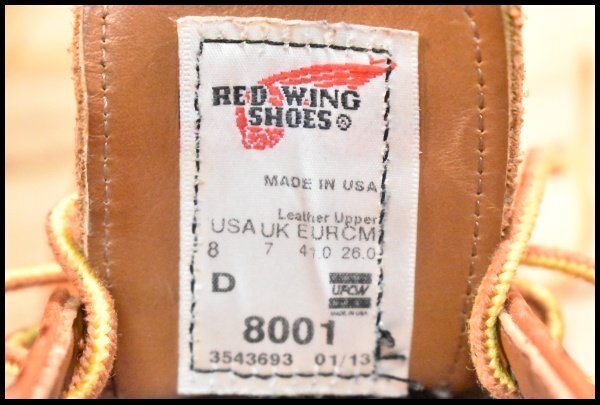 RED WING
SHOES®
MADE IN USA
Leather Upper
USA UK EUR CM
8 7 41.0 26.0
D
UFCW
MADE IN USA
8001
3543693 01/13